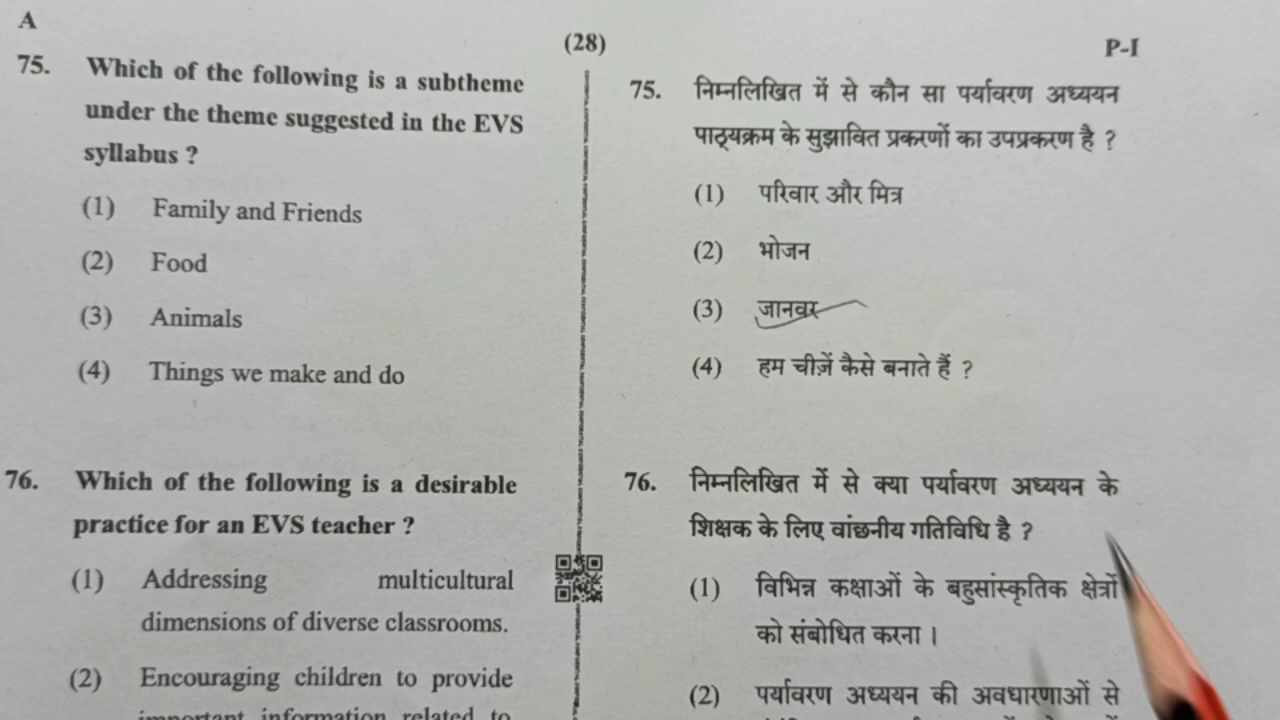 A
(28)
P-I
75. Which of the following is a subtheme
under the theme suggested in the EVS
syllabus ?
(1) Family and Friends
(2) Food
(3) Animals
(4) Things we make and do
76. Which of the following is a desirable
practice for an EVS teacher ?
(1) Addressing multicultural
dimensions of diverse classrooms.
(2) Encouraging children to provide
important information related to
75. निम्नलिखित में से कौन सा पर्यावरण अध्ययन
पाठ्यक्रम के सुझावित प्रकरणों का उपप्रकरण है ?
(1) परिवार और मित्र
(2) भोजन
(3) जानवर
(4) हम चीज़ें कैसे बनाते हैं ?
76. निम्नलिखित में से क्या पर्यावरण अध्ययन के
शिक्षक के लिए वांछनीय गतिविधि है ?
(1) विभिन्न कक्षाओं के बहुसांस्कृतिक क्षेत्रों
को संबोधित करना ।
(2) पर्यावरण अध्ययन की अवधारणाओं से